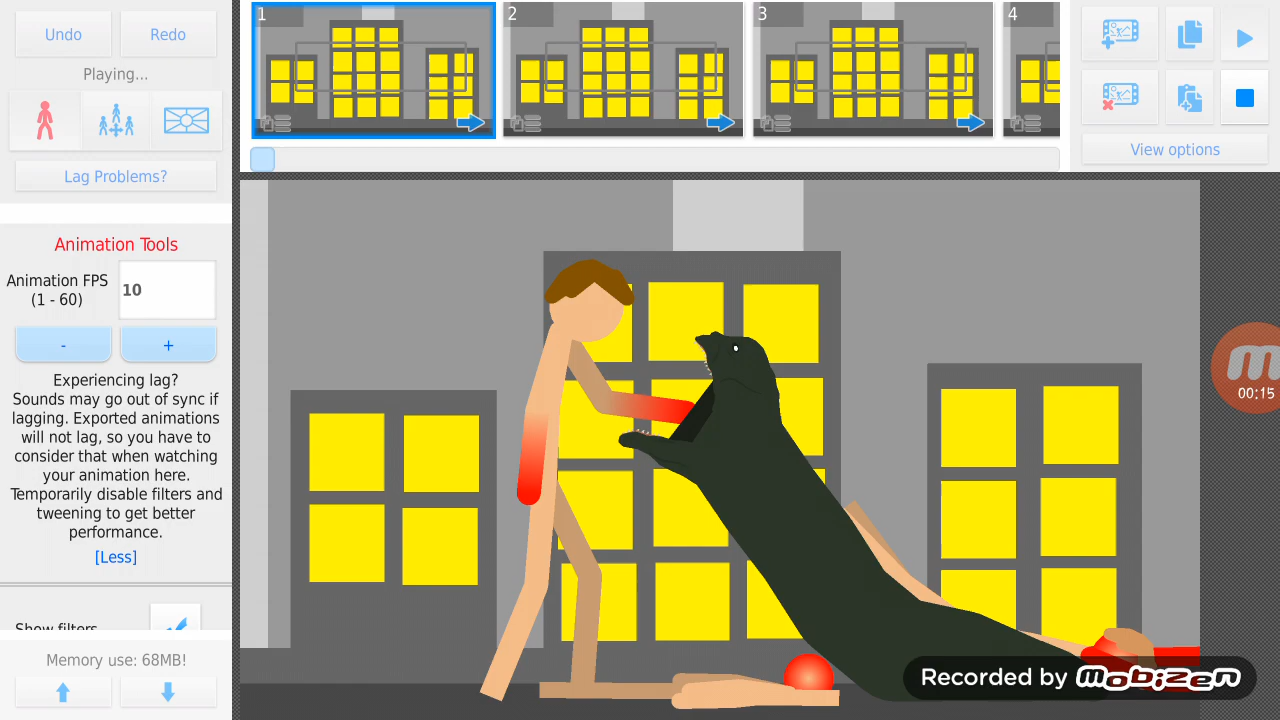 Undo
Redo
Playing...
Lag Problems?
Animation Tools
Animation FPS
(1 - 60)
10
-
+
Experiencing lag?
Sounds may go out of sync if
lagging. Exported animations
will not lag, so you have to
consider that when watching
your animation here.
Temporarily disable filters and
tweening to get better
performance.
[Less]
Show filters
Memory use: 68MB!
1
2
3
4
View options
00:15
Recorded by mobizen